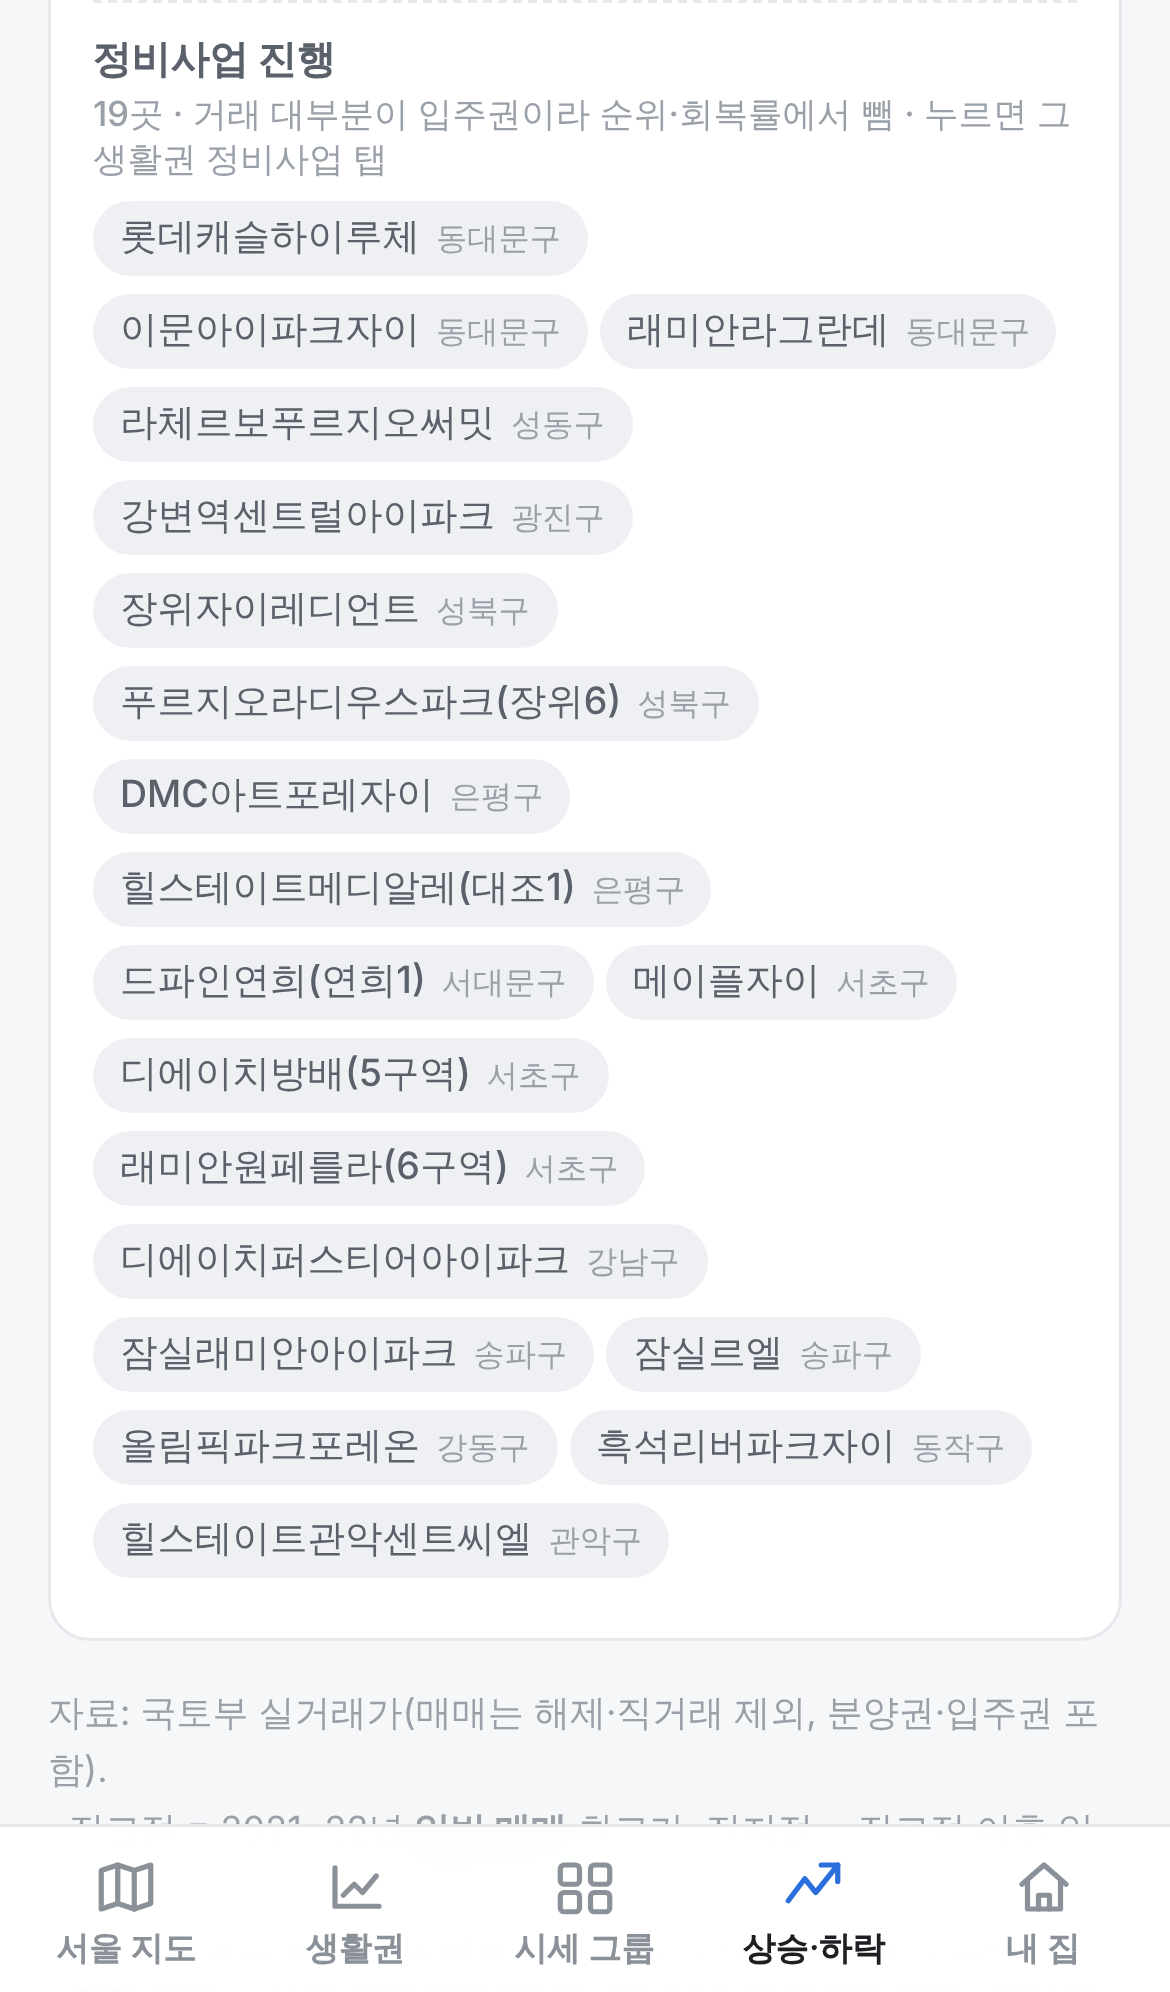 정비사업 진행
19곳 · 거래 대부분이 입주권이라 순위·회복률에서 뺌 · 누르면 그
생활권 정비사업 탭
롯데캐슬하이루체 동대문구
이문아이파크자이 동대문구 래미안라그란데 동대문구
라체르보푸르지오써밋 성동구
강변역센트럴아이파크 광진구
장위자이레디언트 성북구
푸르지오라디우스파크(장위6) 성북구
DMC아트포레자이 은평구
힐스테이트메디알레(대조1) 은평구
드파인연희(연희1) 서대문구 메이플자이 서초구
디에이치방배(5구역) 서초구
래미안원페를라(6구역) 서초구
디에이치퍼스티어아이파크 강남구
잠실래미안아이파크 송파구 잠실르엘 송파구
올림픽파크포레온 강동구 흑석리버파크자이 동작구
힐스테이트관악센트씨엘 관악구
자료: 국토부 실거래가(매매는 해제·직거래 제외, 분양권·입주권 포
함).
서울 지도 생활권 시세 그룹 상승·하락 내 집